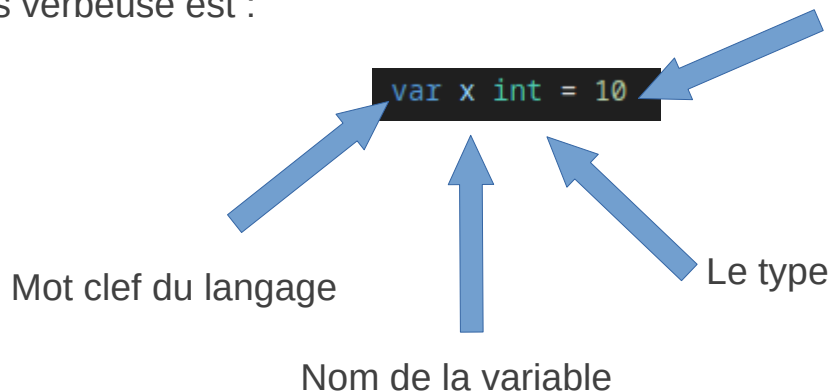 verbeuse est :
var x int = 10
Mot clef du langage
Le type
Nom de la variable